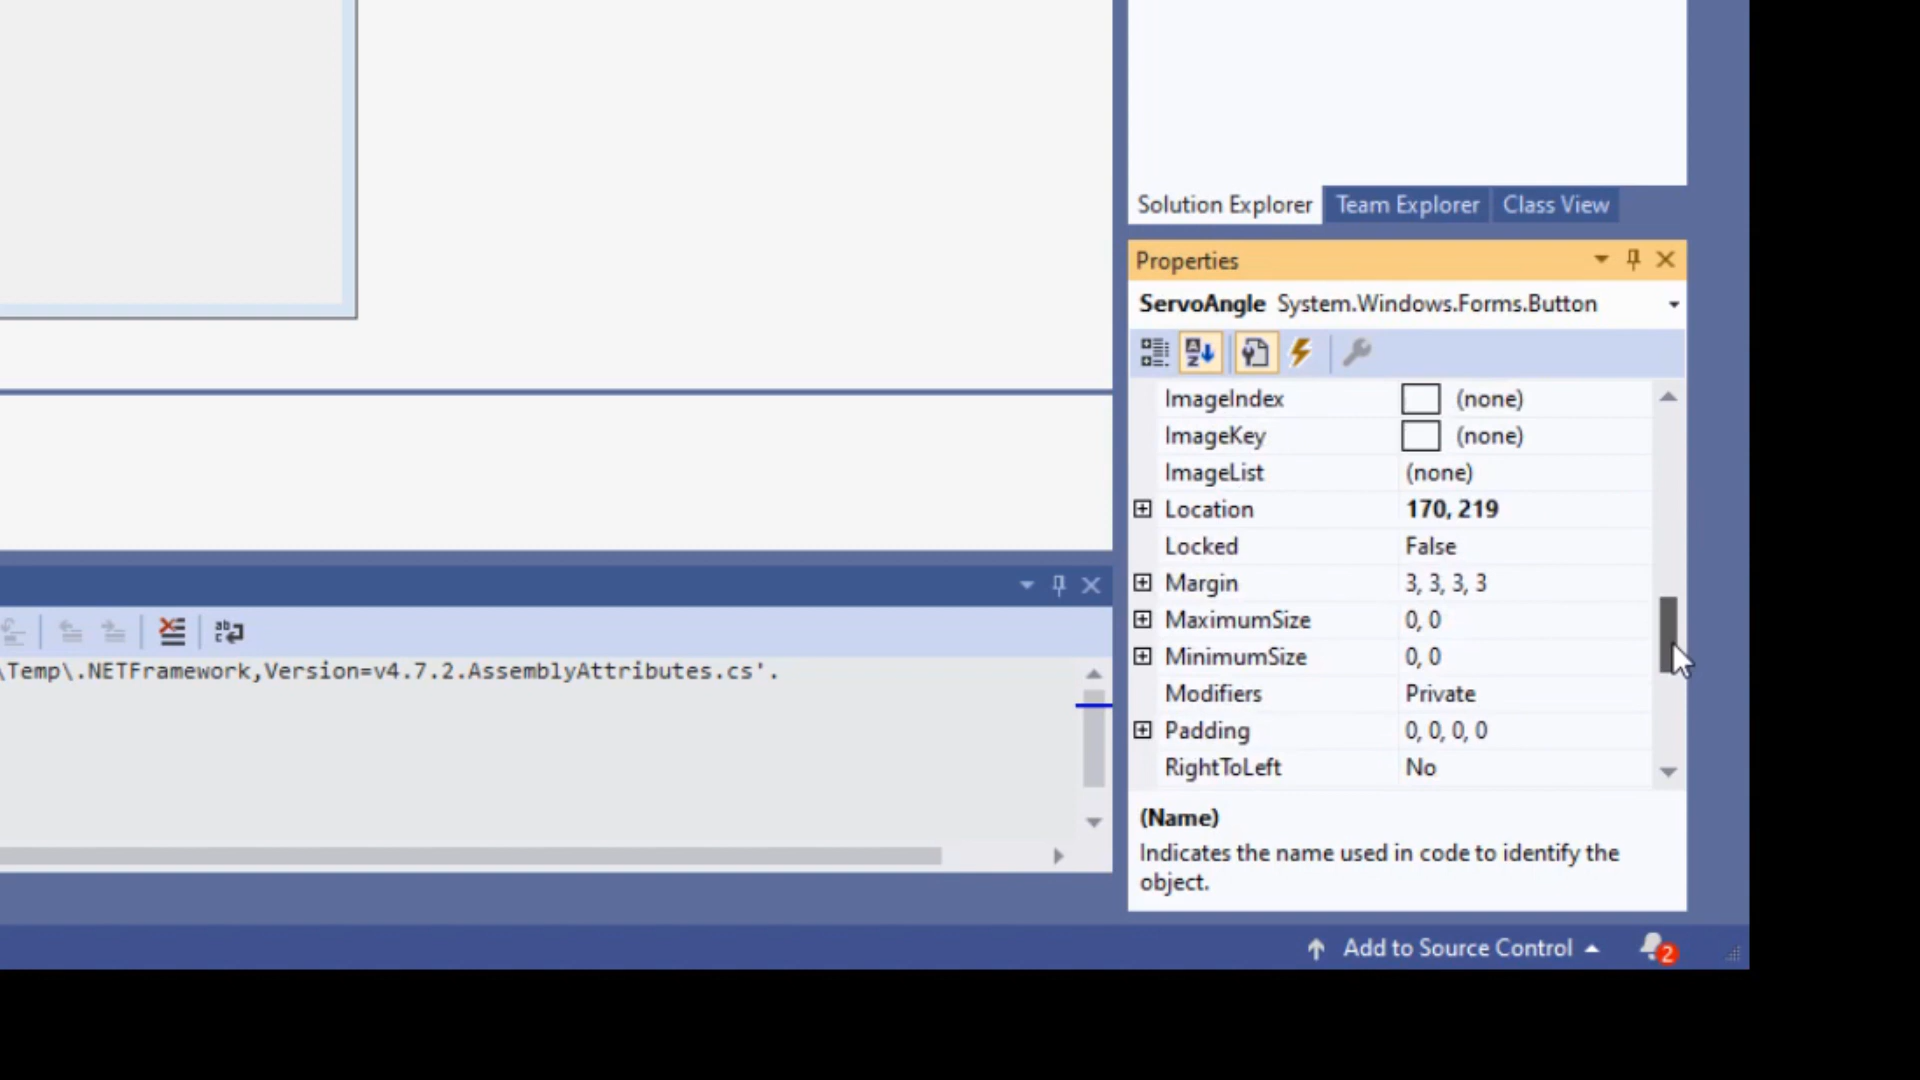 Solution Explorer Team Explorer Class View
Properties
ServoAngle System.Windows.Forms.Button
ImageIndex (none)
ImageKey (none)
ImageList (none)
Location 170, 219
Locked False
Margin 3, 3, 3, 3
MaximumSize 0, 0
MinimumSize 0, 0
Modifiers Private
Padding 0, 0, 0, 0
RightToLeft No
(Name)
Indicates the name used in code to identify the
object.
\Temp\.NETFramework,Version=v4.7.2.AssemblyAttributes.cs'.
Add to Source Control 2